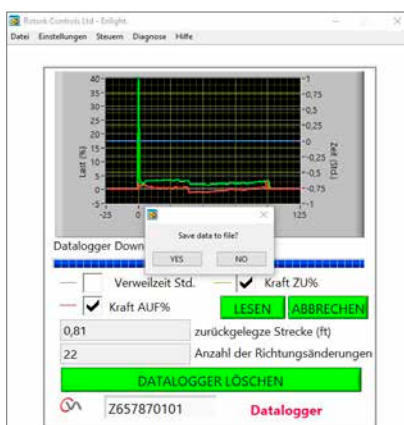 Rotork Controls Ltd - Enlight.
Datei Einstellungen Steuern Diagnose Hilfe
40 1
35 0,75
30 0,5
25 0,25
20 0
15
10 -0,25
5 -0,5
0 -0,75
-5 -1
-25 0 125
Last (%)
Zeit (Std.)
Save data to file?
YES NO
Datalogger Down
Verweilzeit Std. Kraft ZU%
Kraft AUF% LESEN ABBRECHEN
0,81 zurückgelegze Strecke (ft)
22 Anzahl der Richtungsänderungen
DATALOGGER LÖSCHEN
Z657870101 Datalogger